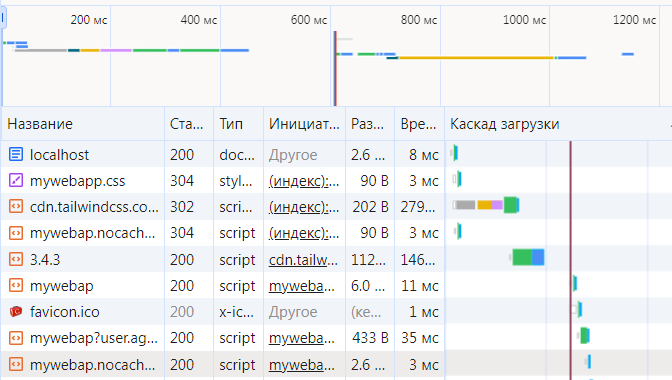 200 мс 400 мс 600 мс 800 мс 1000 мс 1200 мс
Название Ста... Тип Инициат... Раз... Вре... Каскад загрузки
localhost 200 doc... Другое 2.6 ... 8 мс
mywebapp.css 304 styl... (индекс):... 90 B 3 мс
cdn.tailwindcss.co... 302 scri... (индекс):... 202 B 279...
mywebap.nocach... 304 script (индекс):... 90 B 3 мс
3.4.3 200 script cdn.tailw... 112... 146...
mywebap 200 script myweba... 6.0 ... 11 мс
favicon.ico 200 x-ic... Другое (ке... 1 мс
mywebap?user.ag... 200 script myweba... 433 B 35 мс
mywebap.nocach... 200 script myweba... 2.6 ... 3 мс